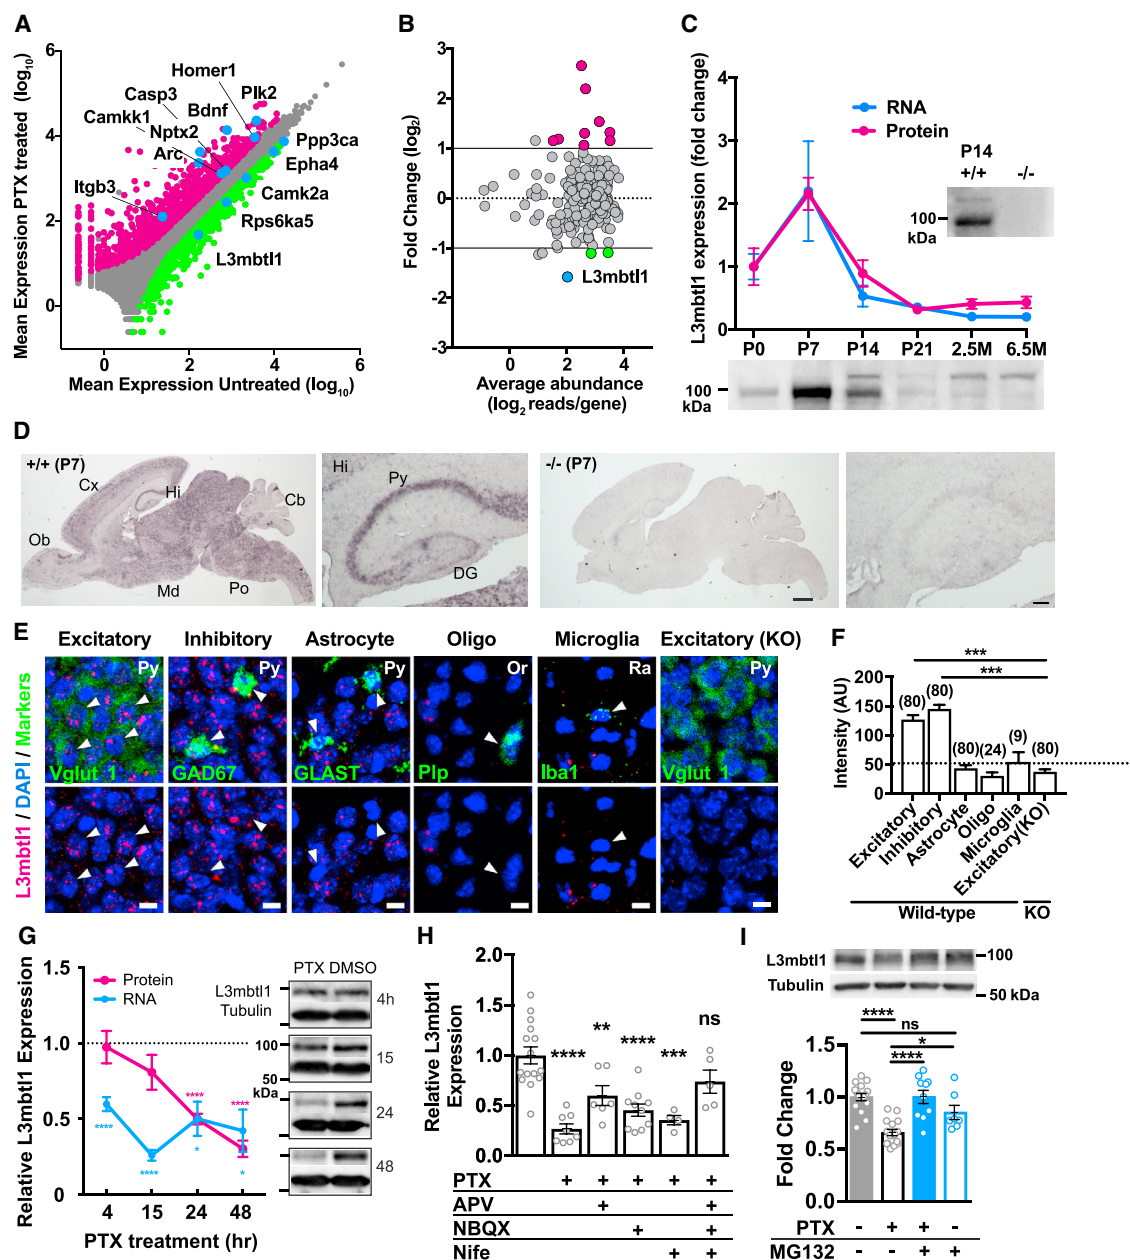 A
Mean Expression PTX treated (log10)
6
4
2
0
0
2
4
6
Mean Expression Untreated (log10)
Homer1
Plk2
Casp3
Bdnf
Camkk1
Nptx2
Ppp3ca
Arc
Epha4
Itgb3
Camk2a
Rps6ka5
L3mbtl1
B
Fold Change (log2)
3
2
1
0
-1
-2
-3
L3mbtl1
-2
0
2
4
Average abundance
(log2 reads/gene)
C
L3mbtl1 expression (fold change)
4
3
2
1
0
RNA
Protein
P14
+/+
-/-
100
kDa
P0
P7
P14
P21
2.5M
6.5M
100
kDa
D
+/+ (P7)
Cx
Hi
Cb
Ob
Md
Po
Hi
Py
DG
-/- (P7)
E
L3mbtl1 / DAPI / Markers
Excitatory
Inhibitory
Astrocyte
Oligo
Microglia
Excitatory (KO)
Py
Py
Py
Or
Ra
Py
Vglut 1
GAD67
GLAST
Plp
Iba1
Vglut 1
F
***
***
Intensity (AU)
200
150
100
50
0
(80)
(80)
(80)
(24)
(9)
(80)
Excitatory
Inhibitory
Astrocyte
Oligo
Microglia
Excitatory(KO)
Wild-type
KO
G
Relative L3mbtl1 Expression
1.5
1.0
0.5
0
Protein
RNA
****
****
****
*
****
*
4
15
24
48
PTX treatment (hr)
PTX DMSO
L3mbtl1
Tubulin
4h
100
50
kDa
15
24
48
H
Relative L3mbtl1
Expression
2.0
1.5
1.0
0.5
0.0
****
**
****
***
ns
PTX + + + + +
APV + +
NBQX + +
Nife + +
I
L3mbtl1
100
Tubulin
50 kDa
****
ns
*
****
Fold Change
1.5
1.0
0.5
0.0
PTX - + + -
MG132 - - + +